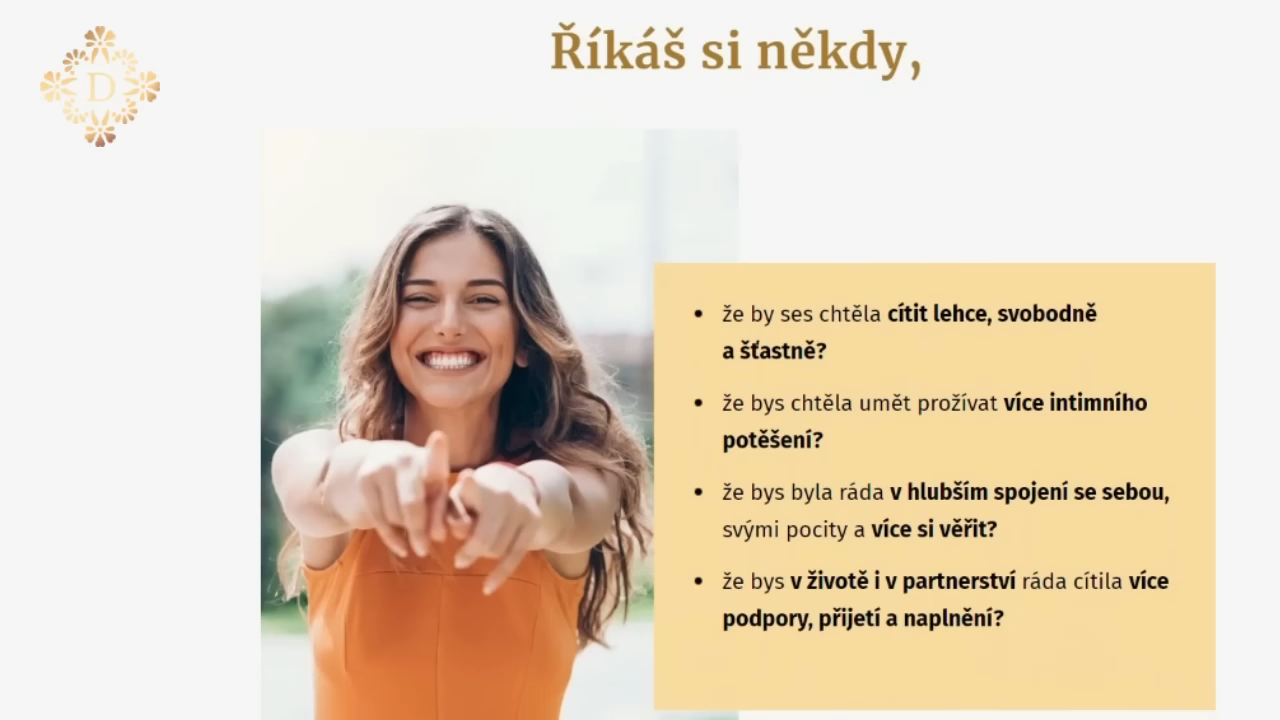 D
Říkáš si někdy,
• že by ses chtěla cítit lehce, svobodně
a šťastně?
• že bys chtěla umět prožívat více intimního
potěšení?
• že bys byla ráda v hlubším spojení se sebou,
svými pocity a více si věřit?
• že bys v životě i v partnerství ráda cítila více
podpory, přijetí a naplnění?